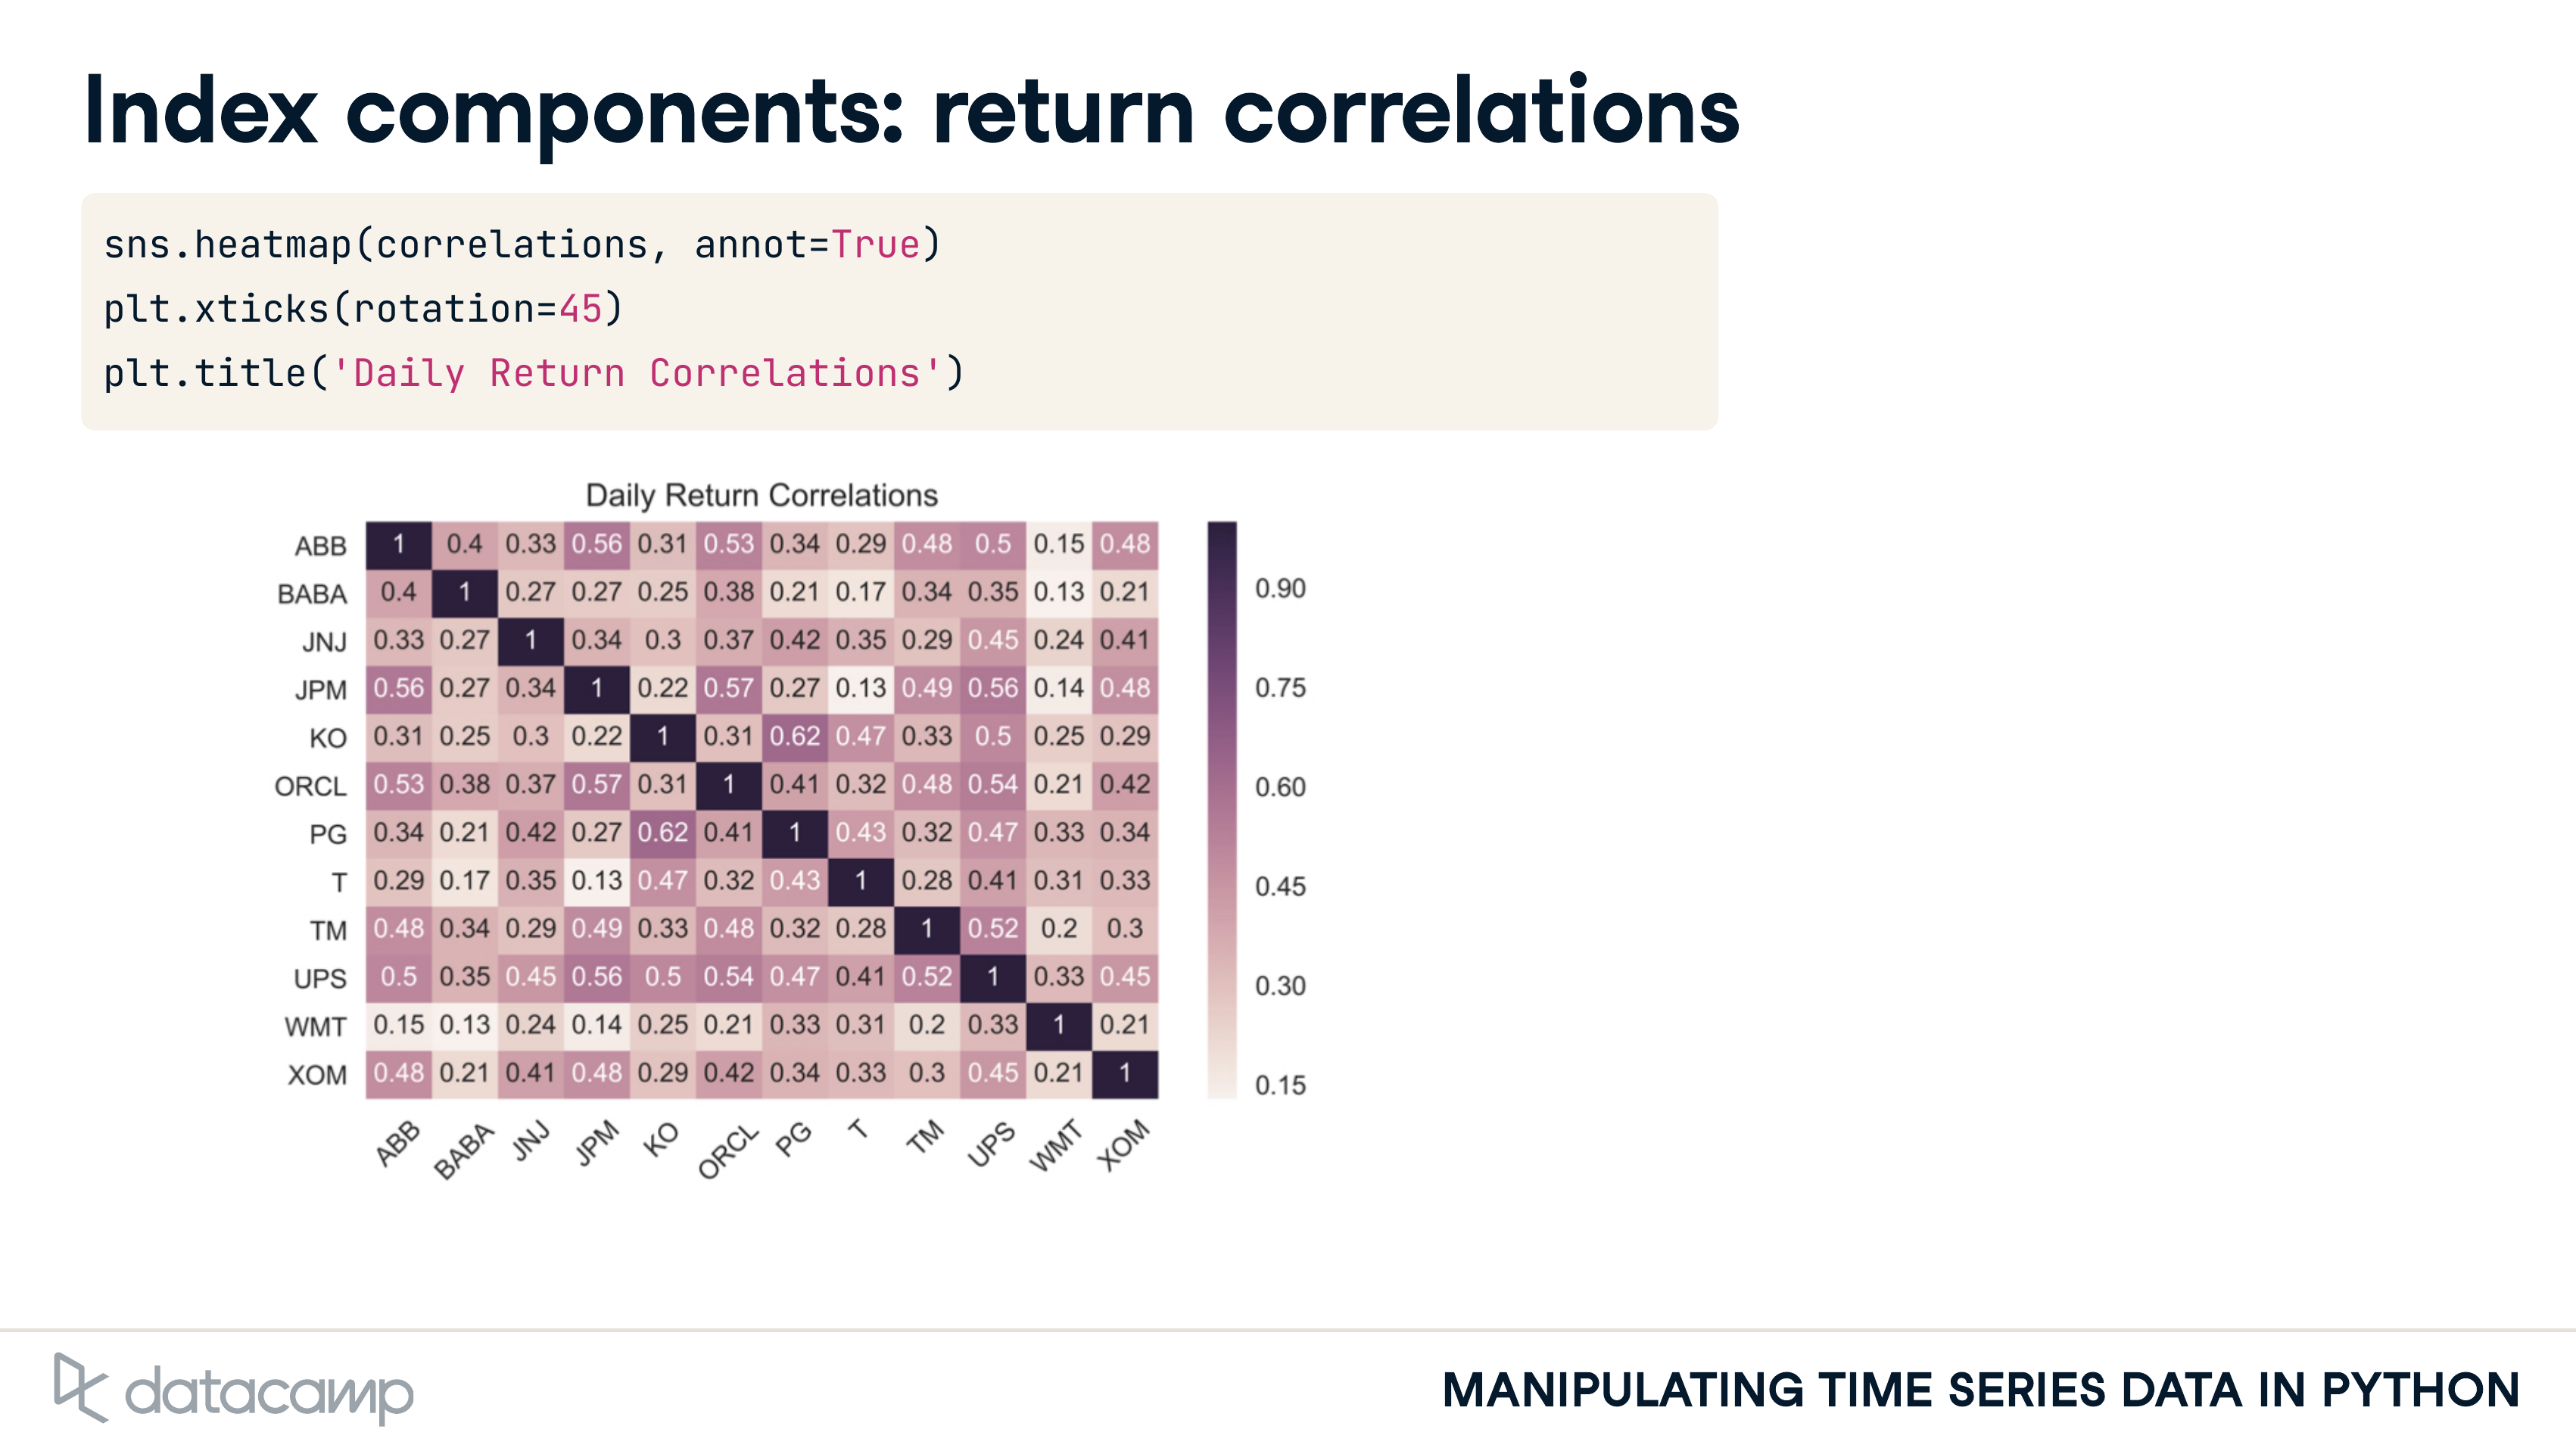 Index components: return correlations
sns.heatmap(correlations, annot=True)
plt.xticks(rotation=45)
plt.title('Daily Return Correlations')
Daily Return Correlations
ABB 1 0.4 0.33 0.56 0.31 0.53 0.34 0.29 0.48 0.5 0.15 0.48
BABA 0.4 1 0.27 0.27 0.25 0.38 0.21 0.17 0.34 0.35 0.13 0.21
JNJ 0.33 0.27 1 0.34 0.3 0.37 0.42 0.35 0.29 0.45 0.24 0.41
JPM 0.56 0.27 0.34 1 0.22 0.57 0.27 0.13 0.49 0.56 0.14 0.48
KO 0.31 0.25 0.3 0.22 1 0.31 0.62 0.47 0.33 0.5 0.25 0.29
ORCL 0.53 0.38 0.37 0.57 0.31 1 0.41 0.32 0.48 0.54 0.21 0.42
PG 0.34 0.21 0.42 0.27 0.62 0.41 1 0.43 0.32 0.47 0.33 0.34
T 0.29 0.17 0.35 0.13 0.47 0.32 0.43 1 0.28 0.41 0.31 0.33
TM 0.48 0.34 0.29 0.49 0.33 0.48 0.32 0.28 1 0.52 0.2 0.3
UPS 0.5 0.35 0.45 0.56 0.5 0.54 0.47 0.41 0.52 1 0.33 0.45
WMT 0.15 0.13 0.24 0.14 0.25 0.21 0.33 0.31 0.2 0.33 1 0.21
XOM 0.48 0.21 0.41 0.48 0.29 0.42 0.34 0.33 0.3 0.45 0.21 1
ABB BABA JNJ JPM KO ORCL PG T TM UPS WMT XOM
0.90
0.75
0.60
0.45
0.30
0.15
datacamp
MANIPULATING TIME SERIES DATA IN PYTHON